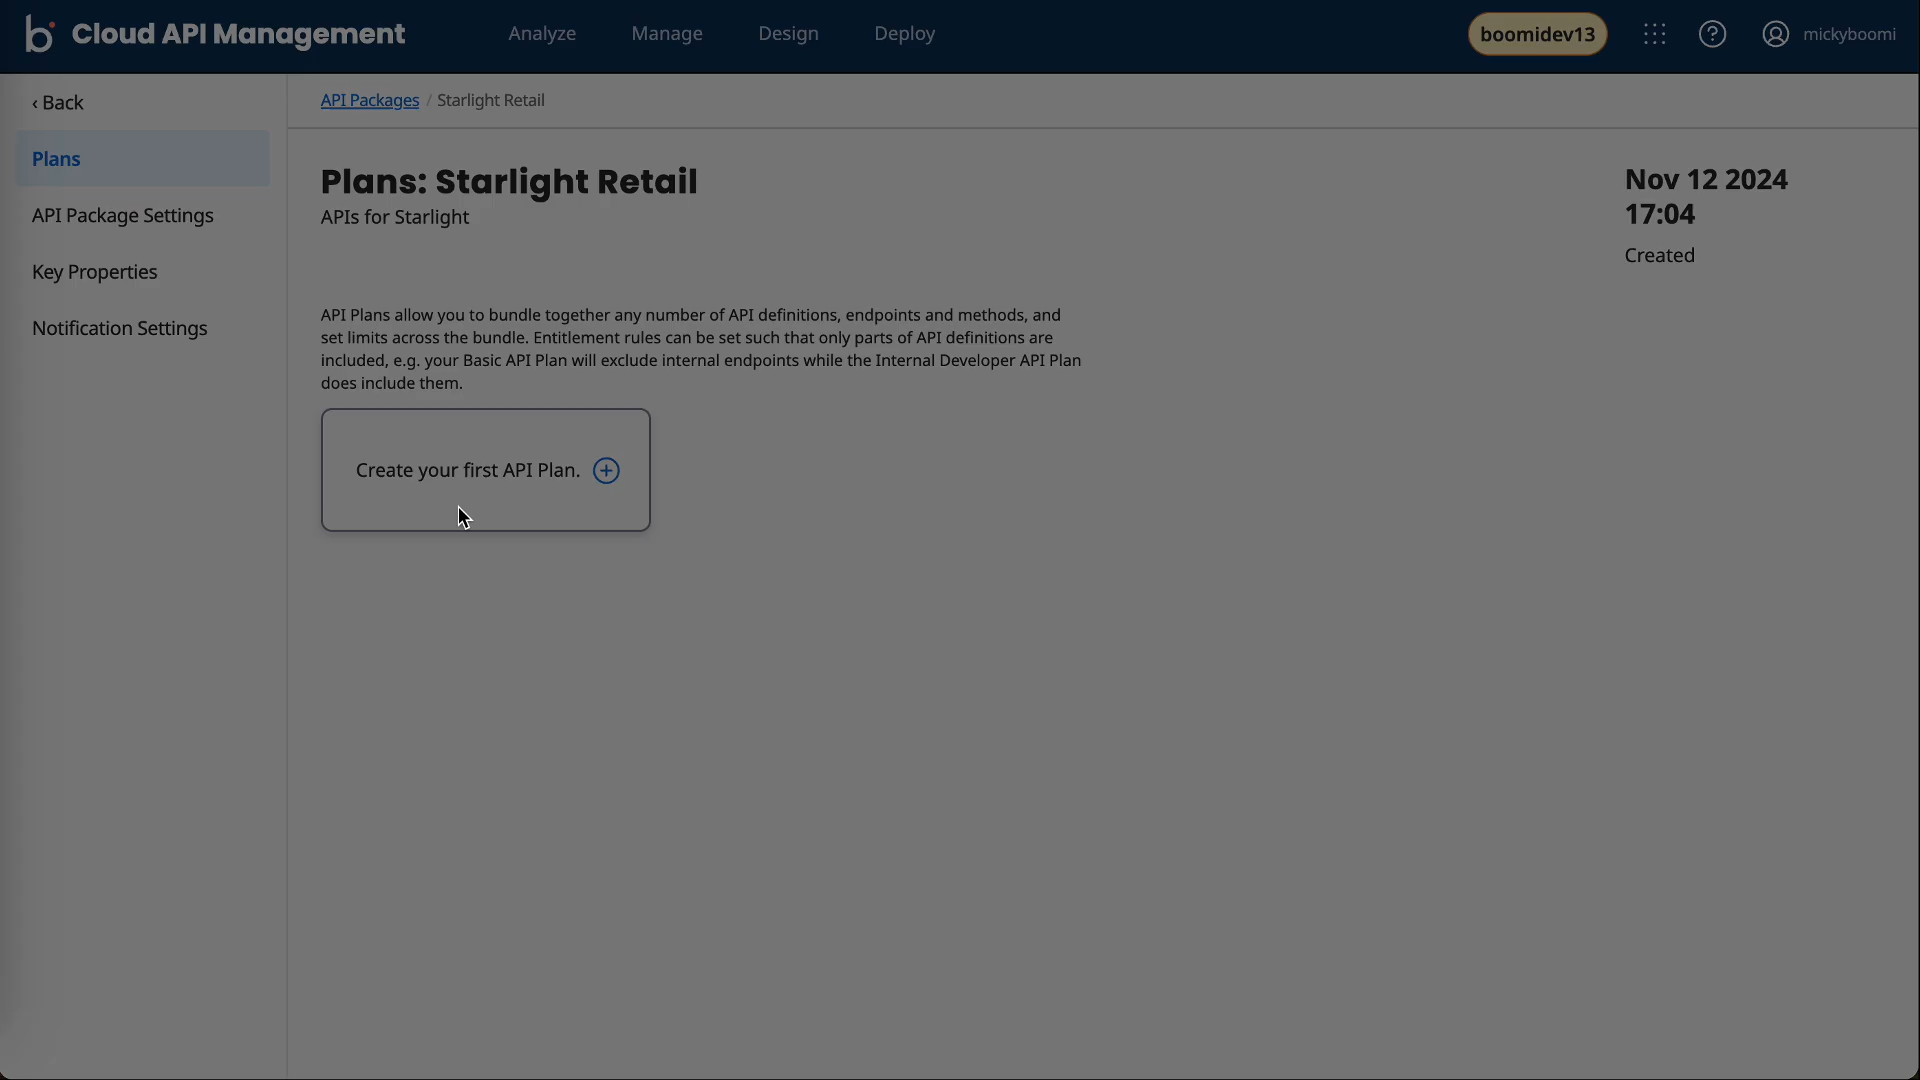 b Cloud API Management
Analyze
Manage
Design
Deploy
boomidev13
?
mickyboomi
‹ Back
Plans
API Package Settings
Key Properties
Notification Settings
API Packages / Starlight Retail
Plans: Starlight Retail
APIs for Starlight
Nov 12 2024
17:04
Created
API Plans allow you to bundle together any number of API definitions, endpoints and methods, and
set limits across the bundle. Entitlement rules can be set such that only parts of API definitions are
included, e.g. your Basic API Plan will exclude internal endpoints while the Internal Developer API Plan
does include them.
Create your first API Plan.